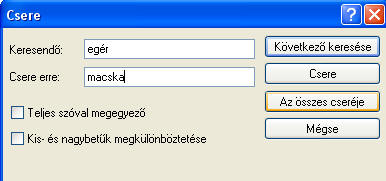 Csere
Keresendő: egér Következő keresése
Csere erre: macska Csere
Teljes szóval megegyező Az összes cseréje
Kis- és nagybetűk megkülönböztetése Mégse